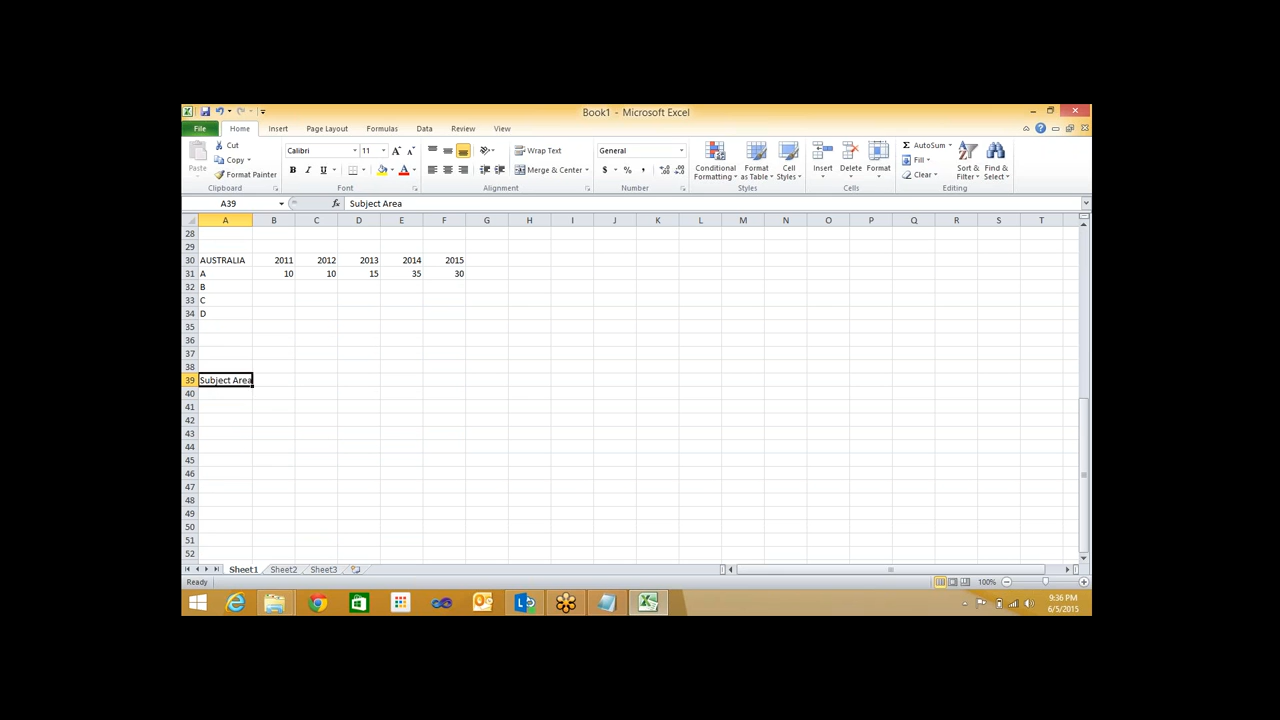 Book1 - Microsoft Excel
File Home Insert Page Layout Formulas Data Review View
Cut
Copy
Format Painter
Paste
Clipboard
Calibri 11 A A
B I U A
Font
Wrap Text
Merge & Center
Alignment
General
$ % , .0 .00
Number
Conditional Formatting
Format as Table
Cell Styles
Styles
Insert Delete Format
Cells
Σ AutoSum
Fill
Clear
Sort & Filter
Find & Select
Editing
A39 fx Subject Area
A B C D E F G H I J K L M N O P Q R S T
28
29
30 AUSTRALIA 2011 2012 2013 2014 2015
31 A 10 10 15 35 30
32 B
33 C
34 D
35
36
37
38
39 Subject Area
40
41
42
43
44
45
46
47
48
49
50
51
52
Sheet1 Sheet2 Sheet3
Ready 100%
9:36 PM
6/5/2015